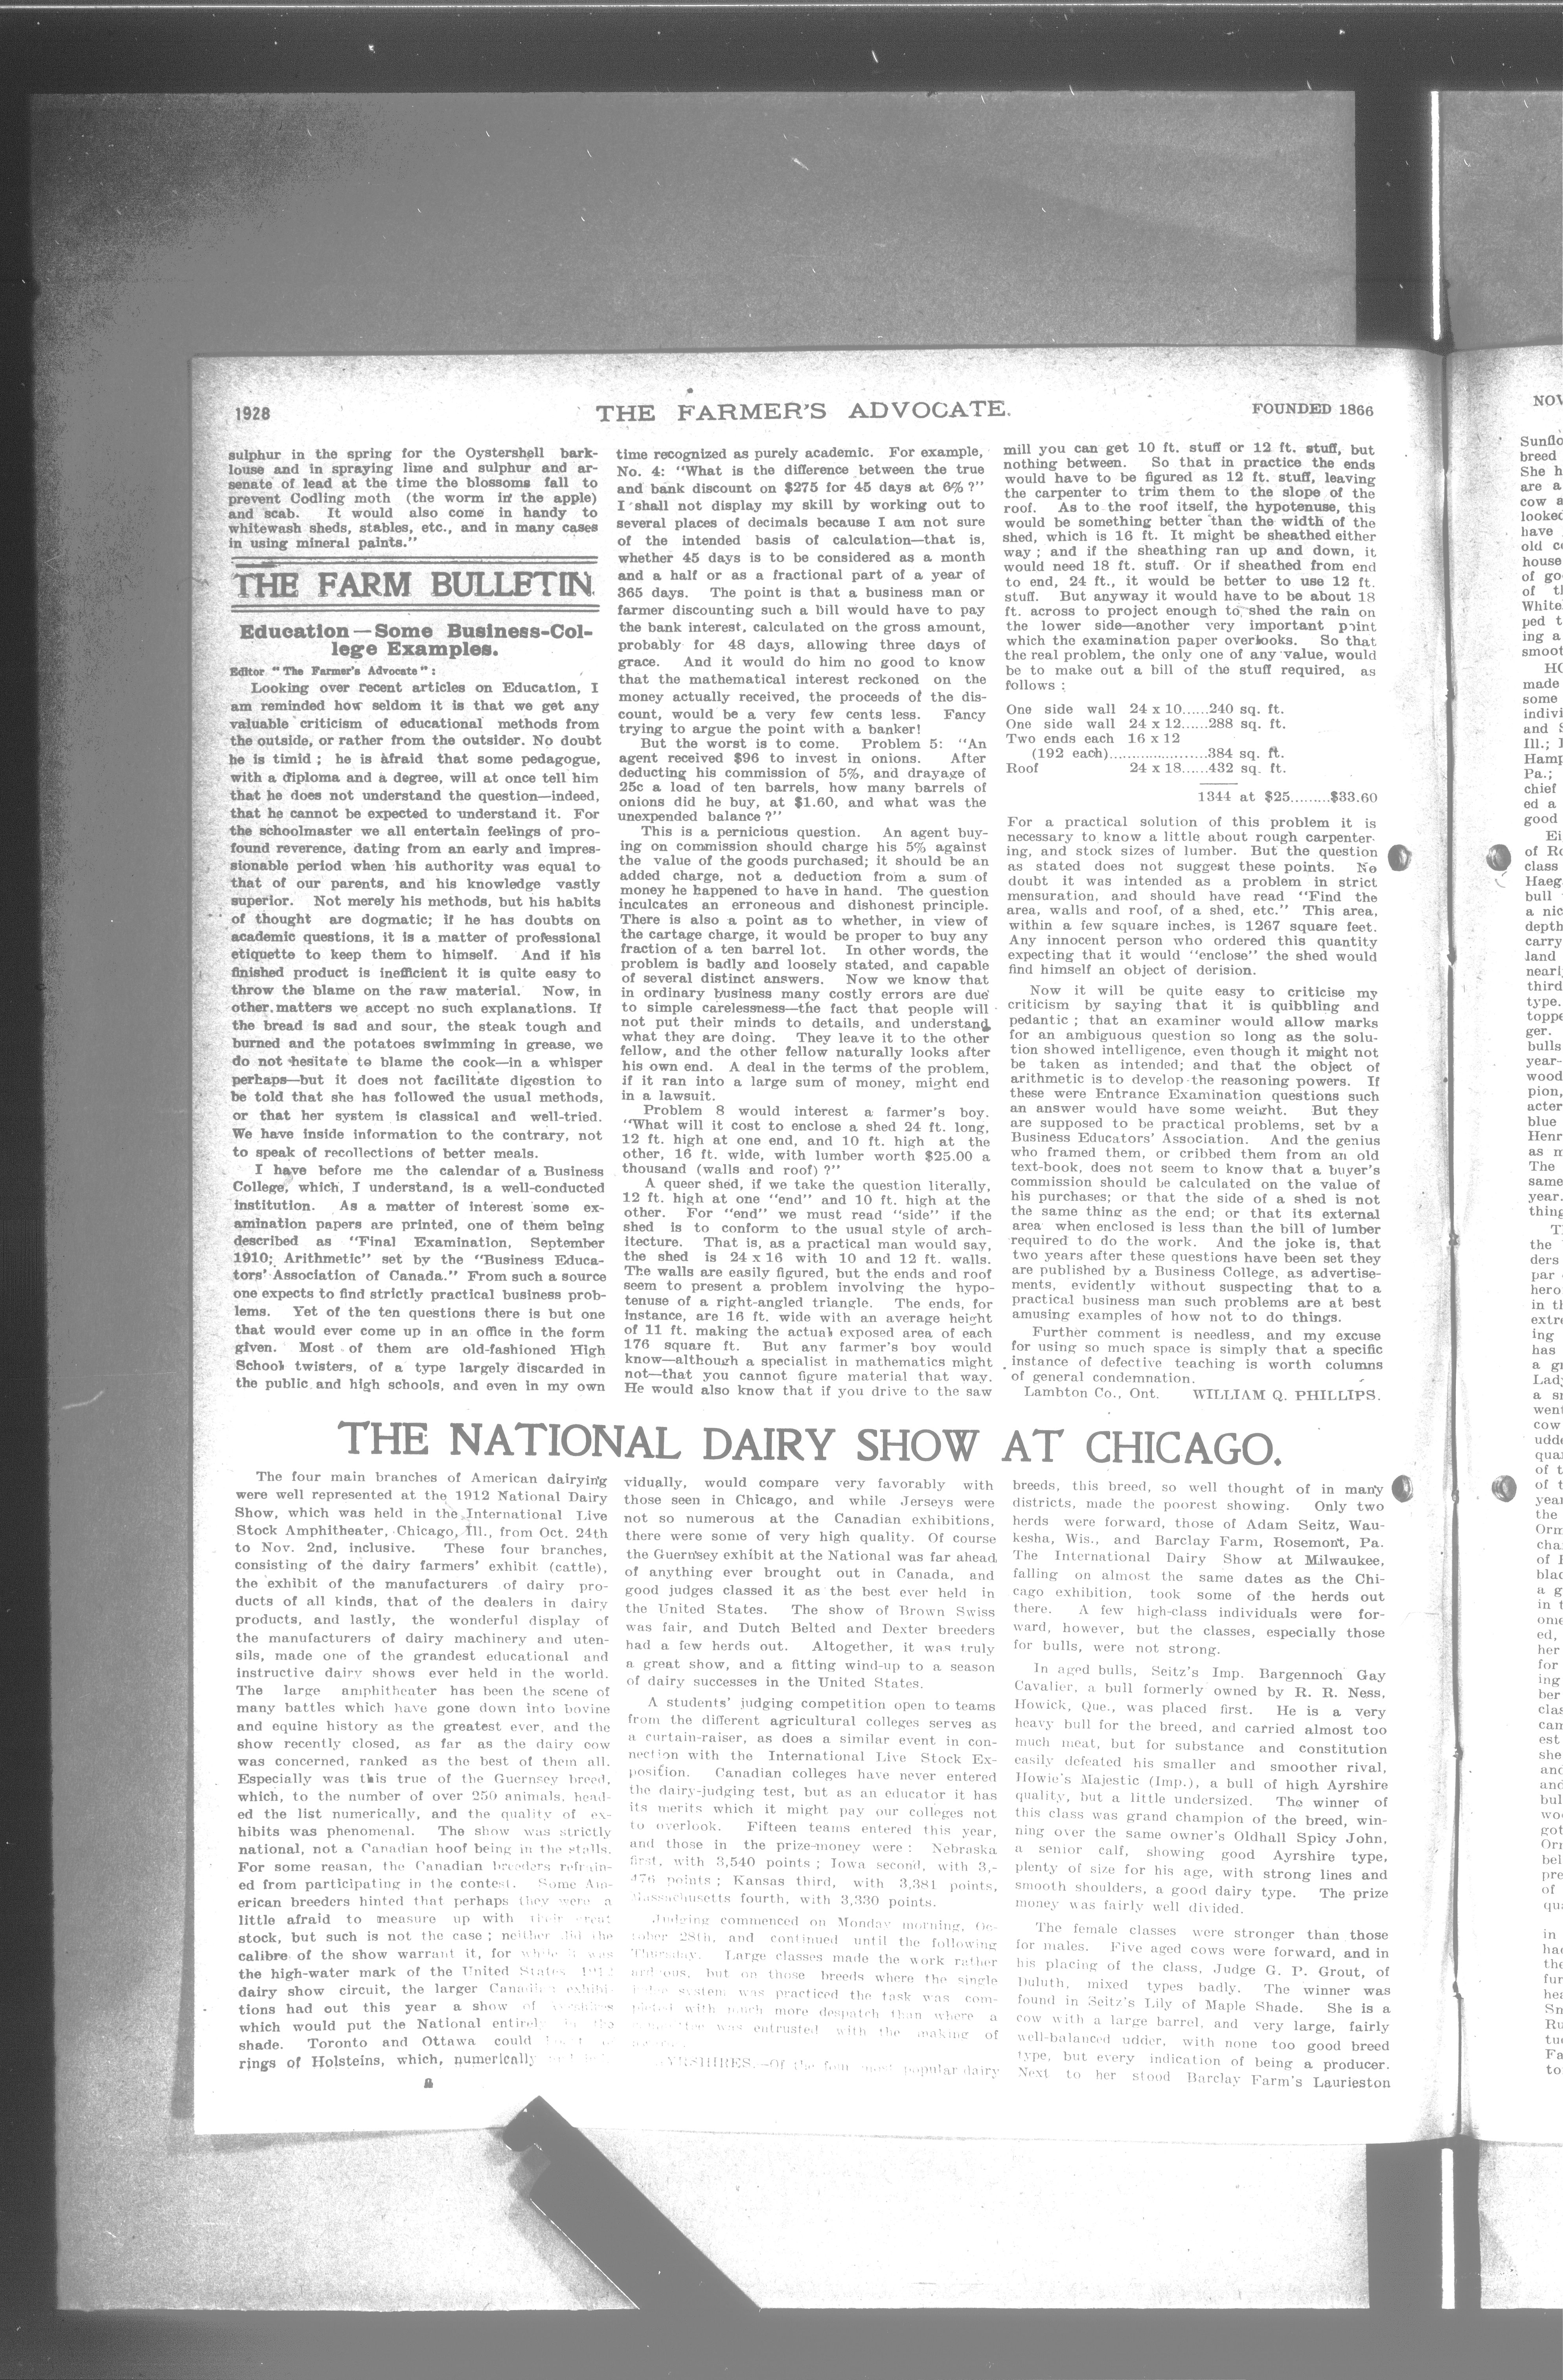 1928
THE FARMER'S ADVOCATE.
FOUNDED 1866
sulphur in the spring for the Oystershell bark-
louse and in spraying lime and sulphur and ar-
senate of lead at the time the blossoms fall to
prevent Codling moth (the worm in the apple)
and scab. It would also come in handy to
whitewash sheds, stables, etc., and in many cases
in using mineral paints."
THE FARM BULLETIN
Education—Some Business-Col-
lege Examples.
Editor "The Farmer's Advocate":
Looking over recent articles on Education, I
am reminded how seldom it is that we get any
valuable criticism of educational methods from
the outside, or rather from the outsider. No doubt
he is timid; he is afraid that some pedagogue,
with a diploma and a degree, will at once tell him
that he does not understand the question—indeed,
that he cannot be expected to understand it. For
the schoolmaster we all entertain feelings of pro-
found reverence, dating from an early and impres-
sionable period when his authority was equal to
that of our parents, and his knowledge vastly
superior. Not merely his methods, but his habits
of thought are dogmatic; if he has doubts on
academic questions, it is a matter of professional
etiquette to keep them to himself. And if his
finished product is inefficient it is quite easy to
throw the blame on the raw material. Now, in
other matters we accept no such explanations. If
the bread is sad and sour, the steak tough and
burned and the potatoes swimming in grease, we
do not hesitate to blame the cook—in a whisper
perhaps—but it does not facilitate digestion to
be told that she has followed the usual methods,
or that her system is classical and well-tried.
We have inside information to the contrary, not
to speak of recollections of better meals.
I have before me the calendar of a Business
College, which, I understand, is a well-conducted
institution. As a matter of interest some ex-
amination papers are printed, one of them being
described as "Final Examination, September
1910; Arithmetic" set by the "Business Educa-
tors' Association of Canada." From such a source
one expects to find strictly practical business prob-
lems. Yet of the ten questions there is but one
that would ever come up in an office in the form
given. Most of them are old-fashioned High
School twisters, of a type largely discarded in
the public and high schools, and even in my own
time recognized as purely academic. For example,
No. 4: "What is the difference between the true
and bank discount on $275 for 45 days at 6%?"
I shall not display my skill by working out to
several places of decimals because I am not sure
of the intended basis of calculation—that is,
whether 45 days is to be considered as a month
and a half or as a fractional part of a year of
365 days. The point is that a business man or
farmer discounting such a bill would have to pay
the bank interest, calculated on the gross amount,
probably for 48 days, allowing three days of
grace. And it would do him no good to know
that the mathematical interest reckoned on the
money actually received, the proceeds of the dis-
count, would be a very few cents less. Fancy
trying to argue the point with a banker!
But the worst is to come. Problem 5: "An
agent received $96 to invest in onions. After
deducting his commission of 5%, and drayage of
25c a load of ten barrels, how many barrels of
onions did he buy, at $1.60, and what was the
unexpended balance?"
This is a pernicious question. An agent buy-
ing on commission should charge his 5% against
the value of the goods purchased; it should be an
added charge, not a deduction from a sum of
money he happened to have in hand. The question
inculcates an erroneous and dishonest principle.
There is also a point as to whether, in view of
the cartage charge, it would be proper to buy any
fraction of a ten barrel lot. In other words, the
problem is badly and loosely stated, and capable
of several distinct answers. Now we know that
in ordinary business many costly errors are due
to simple carelessness—the fact that people will
not put their minds to details, and understand
what they are doing. They leave it to the other
fellow, and the other fellow naturally looks after
his own end. A deal in the terms of the problem,
if it ran into a large sum of money, might end
in a lawsuit.
Problem 8 would interest a farmer's boy.
"What will it cost to enclose a shed 24 ft. long,
12 ft. high at one end, and 10 ft. high at the
other, 16 ft. wide, with lumber worth $25.00 a
thousand (walls and roof)?"
A queer shed, if we take the question literally,
12 ft. high at one "end" and 10 ft. high at the
other. For "end" we must read "side" if the
shed is to conform to the usual style of arch-
itecture. That is, as a practical man would say,
the shed is 24 x 16 with 10 and 12 ft. walls.
The walls are easily figured, but the ends and roof
seem to present a problem involving the hypo-
tenuse of a right-angled triangle. The ends, for
instance, are 16 ft. wide with an average height
of 11 ft. making the actual exposed area of each
176 square ft. But any farmer's boy would
know—although a specialist in mathematics might
not—that you cannot figure material that way.
He would also know that if you drive to the saw
mill you can get 10 ft. stuff or 12 ft. stuff, but
nothing between. So that in practice the ends
would have to be figured as 12 ft. stuff, leaving
the carpenter to trim them to the slope of the
roof. As to the roof itself, the hypotenuse, this
would be something better than the width of the
shed, which is 16 ft. It might be sheathed either
way; and if the sheathing ran up and down, it
would need 18 ft. stuff. Or if sheathed from end
to end, 24 ft., it would be better to use 12 ft.
stuff. But anyway it would have to be about 18
ft. across to project enough to shed the rain on
the lower side—another very important point
which the examination paper overlooks. So that
the real problem, the only one of any value, would
be to make out a bill of the stuff required, as
follows:
One side wall 24 x 10......240 sq. ft.
One side wall 24 x 12......288 sq. ft.
Two ends each 16 x 12
(192 each)......................384 sq. ft.
Roof 24 x 18......432 sq. ft.
1344 at $25.........$33.60
For a practical solution of this problem it is
necessary to know a little about rough carpenter-
ing, and stock sizes of lumber. But the question
as stated does not suggest these points. No
doubt it was intended as a problem in strict
mensuration, and should have read "Find the
area, walls and roof, of a shed, etc." This area,
within a few square inches, is 1267 square feet.
Any innocent person who ordered this quantity
expecting that it would "enclose" the shed would
find himself an object of derision.
Now it will be quite easy to criticise my
criticism by saying that it is quibbling and
pedantic; that an examiner would allow marks
for an ambiguous question so long as the solu-
tion showed intelligence, even though it might not
be taken as intended; and that the object of
arithmetic is to develop the reasoning powers. If
these were Entrance Examination questions such
an answer would have some weight. But they
are supposed to be practical problems, set by a
Business Educators' Association. And the genius
who framed them, or cribbed them from an old
text-book, does not seem to know that a buyer's
commission should be calculated on the value of
his purchases; or that the side of a shed is not
the same thing as the end; or that its external
area when enclosed is less than the bill of lumber
required to do the work. And the joke is, that
two years after these questions have been set they
are published by a Business College, as advertise-
ments, evidently without suspecting that to a
practical business man such problems are at best
amusing examples of how not to do things.
Further comment is needless, and my excuse
for using so much space is simply that a specific
instance of defective teaching is worth columns
of general condemnation.
Lambton Co., Ont. WILLIAM Q. PHILLIPS.
THE NATIONAL DAIRY SHOW AT CHICAGO.
The four main branches of American dairying
were well represented at the 1912 National Dairy
Show, which was held in the International Live
Stock Amphitheater, Chicago, Ill., from Oct. 24th
to Nov. 2nd, inclusive. These four branches,
consisting of the dairy farmers' exhibit (cattle),
the exhibit of the manufacturers of dairy pro-
ducts of all kinds, that of the dealers in dairy
products, and lastly, the wonderful display of
the manufacturers of dairy machinery and uten-
sils, made one of the grandest educational and
instructive dairy shows ever held in the world.
The large amphitheater has been the scene of
many battles which have gone down into bovine
and equine history as the greatest ever, and the
show recently closed, as far as the dairy cow
was concerned, ranked as the best of them all.
Especially was this true of the Guernsey breed,
which, to the number of over 250 animals, head-
ed the list numerically, and the quality of ex-
hibits was phenomenal. The show was strictly
national, not a Canadian hoof being in the stalls.
For some reasan, the Canadian breeders refrain-
ed from participating in the contest. Some Am-
erican breeders hinted that perhaps they were a
little afraid to measure up with their great
stock, but such is not the case; neither did the
calibre of the show warrant it, for while it was
the high-water mark of the United States 1912
dairy show circuit, the larger Canadian exhibi-
tions had out this year a show of Ayrshires
which would put the National entirely in the
shade. Toronto and Ottawa could
rings of Holsteins, which, numerically
vidually, would compare very favorably with
those seen in Chicago, and while Jerseys were
not so numerous at the Canadian exhibitions,
there were some of very high quality. Of course
the Guernsey exhibit at the National was far ahead
of anything ever brought out in Canada, and
good judges classed it as the best ever held in
the United States. The show of Brown Swiss
was fair, and Dutch Belted and Dexter breeders
had a few herds out. Altogether, it was truly
a great show, and a fitting wind-up to a season
of dairy successes in the United States.
A students' judging competition open to teams
from the different agricultural colleges serves as
a curtain-raiser, as does a similar event in con-
nection with the International Live Stock Ex-
position. Canadian colleges have never entered
the dairy-judging test, but as an educator it has
its merits which it might pay our colleges not
to overlook. Fifteen teams entered this year,
and those in the prize-money were: Nebraska
first, with 3,540 points; Iowa second, with 3,-
476 points; Kansas third, with 3,381 points,
Massachusetts fourth, with 3,330 points.
Judging commenced on Monday morning, Oc-
tober 28th, and continued until the following
Thursday. Large classes made the work rather
arduous, but on those breeds where the single
judge system was practiced the task was com-
pleted with much more despatch than where a
committee was entrusted with the making of
AYRSHIRES.—Of the four most popular dairy
breeds, this breed, so well thought of in many
districts, made the poorest showing. Only two
herds were forward, those of Adam Seitz, Wau-
kesha, Wis., and Barclay Farm, Rosemont, Pa.
The International Dairy Show at Milwaukee,
falling on almost the same dates as the Chi-
cago exhibition, took some of the herds out
there. A few high-class individuals were for-
ward, however, but the classes, especially those
for bulls, were not strong.
In aged bulls, Seitz's Imp. Bargennoch Gay
Cavalier, a bull formerly owned by R. R. Ness,
Howick, Que., was placed first. He is a very
heavy bull for the breed, and carried almost too
much meat, but for substance and constitution
easily defeated his smaller and smoother rival,
Howie's Majestic (Imp.), a bull of high Ayrshire
quality, but a little undersized. The winner of
this class was grand champion of the breed, win-
ning over the same owner's Oldhall Spicy John,
a senior calf, showing good Ayrshire type,
plenty of size for his age, with strong lines and
smooth shoulders, a good dairy type. The prize
money was fairly well divided.
The female classes were stronger than those
for males. Five aged cows were forward, and in
his placing of the class, Judge G. P. Grout, of
Duluth, mixed types badly. The winner was
found in Seitz's Lily of Maple Shade. She is a
cow with a large barrel, and very large, fairly
well-balanced udder, with none too good breed
type, but every indication of being a producer.
Next to her stood Barclay Farm's Laurieston